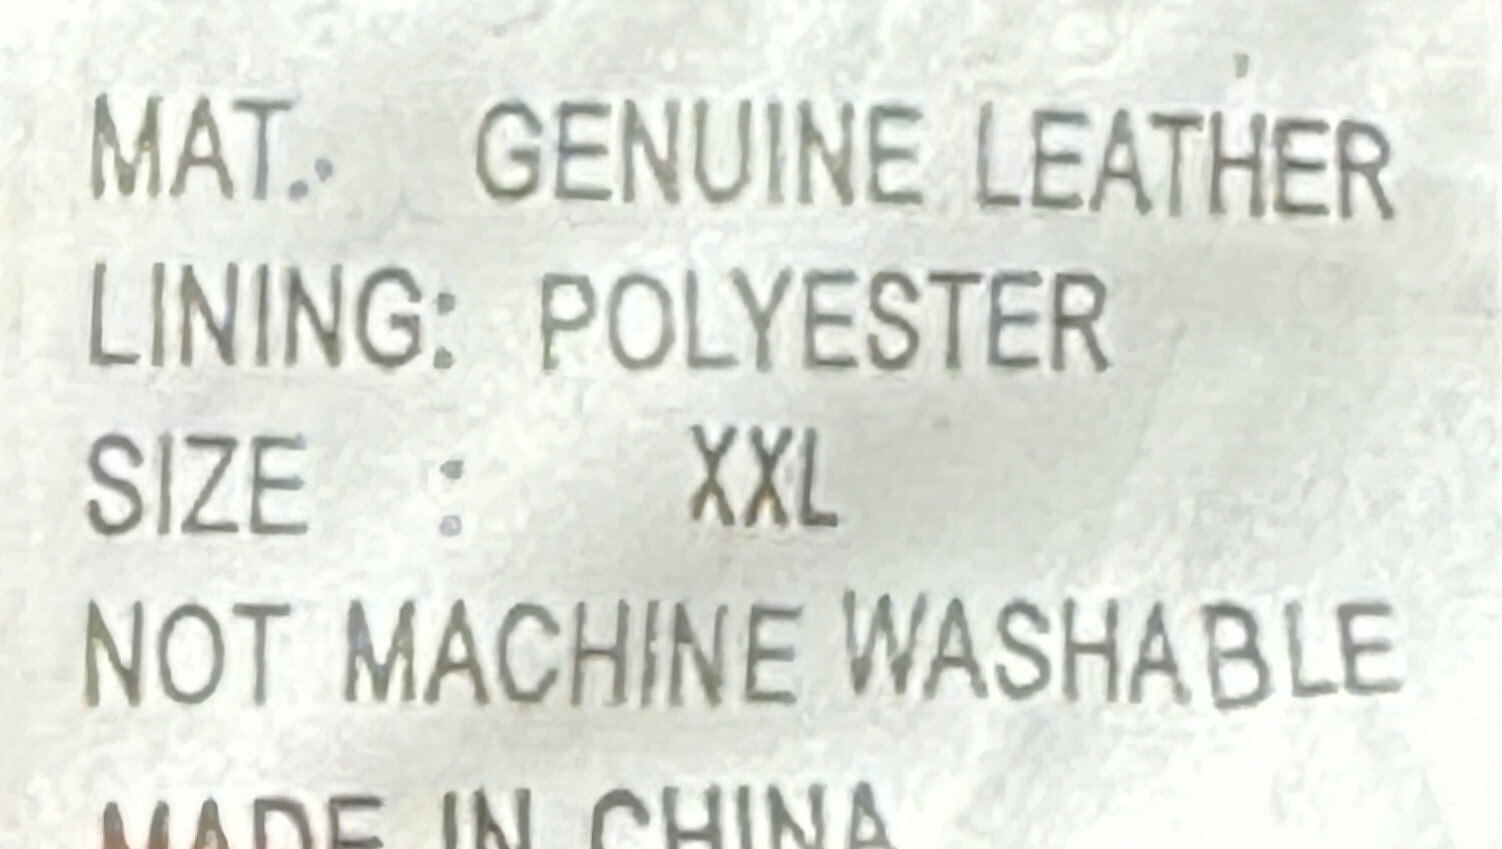 MAT.. GENUINE LEATHER
LINING: POLYESTER
SIZE : XXL
NOT MACHINE WASHABLE
MADE IN CHINA